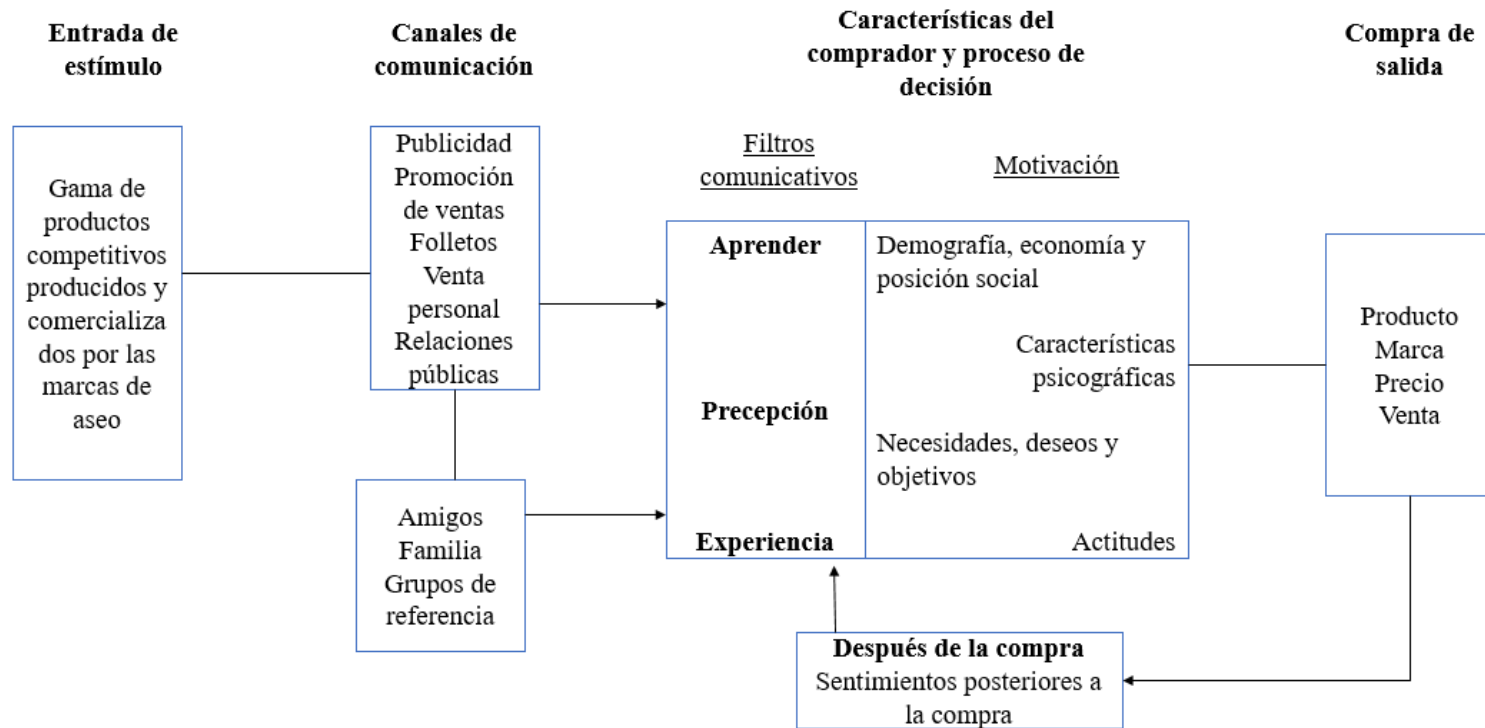 Entrada de
estímulo
Canales de
comunicación
Características del
comprador y proceso de
decisión
Compra de
salida
Gama de
productos
competitivos
producidos y
comercializa
dos por las
marcas de
aseo
Publicidad
Promoción
de ventas
Folletos
Venta
personal
Relaciones
públicas
Amigos
Familia
Grupos de
referencia
Filtros
comunicativos
Motivación
Aprender
Precepción
Experiencia
Demografía, economía y
posición social
Características
psicográficas
Necesidades, deseos y
objetivos
Actitudes
Producto
Marca
Precio
Venta
Después de la compra
Sentimientos posteriores a
la compra